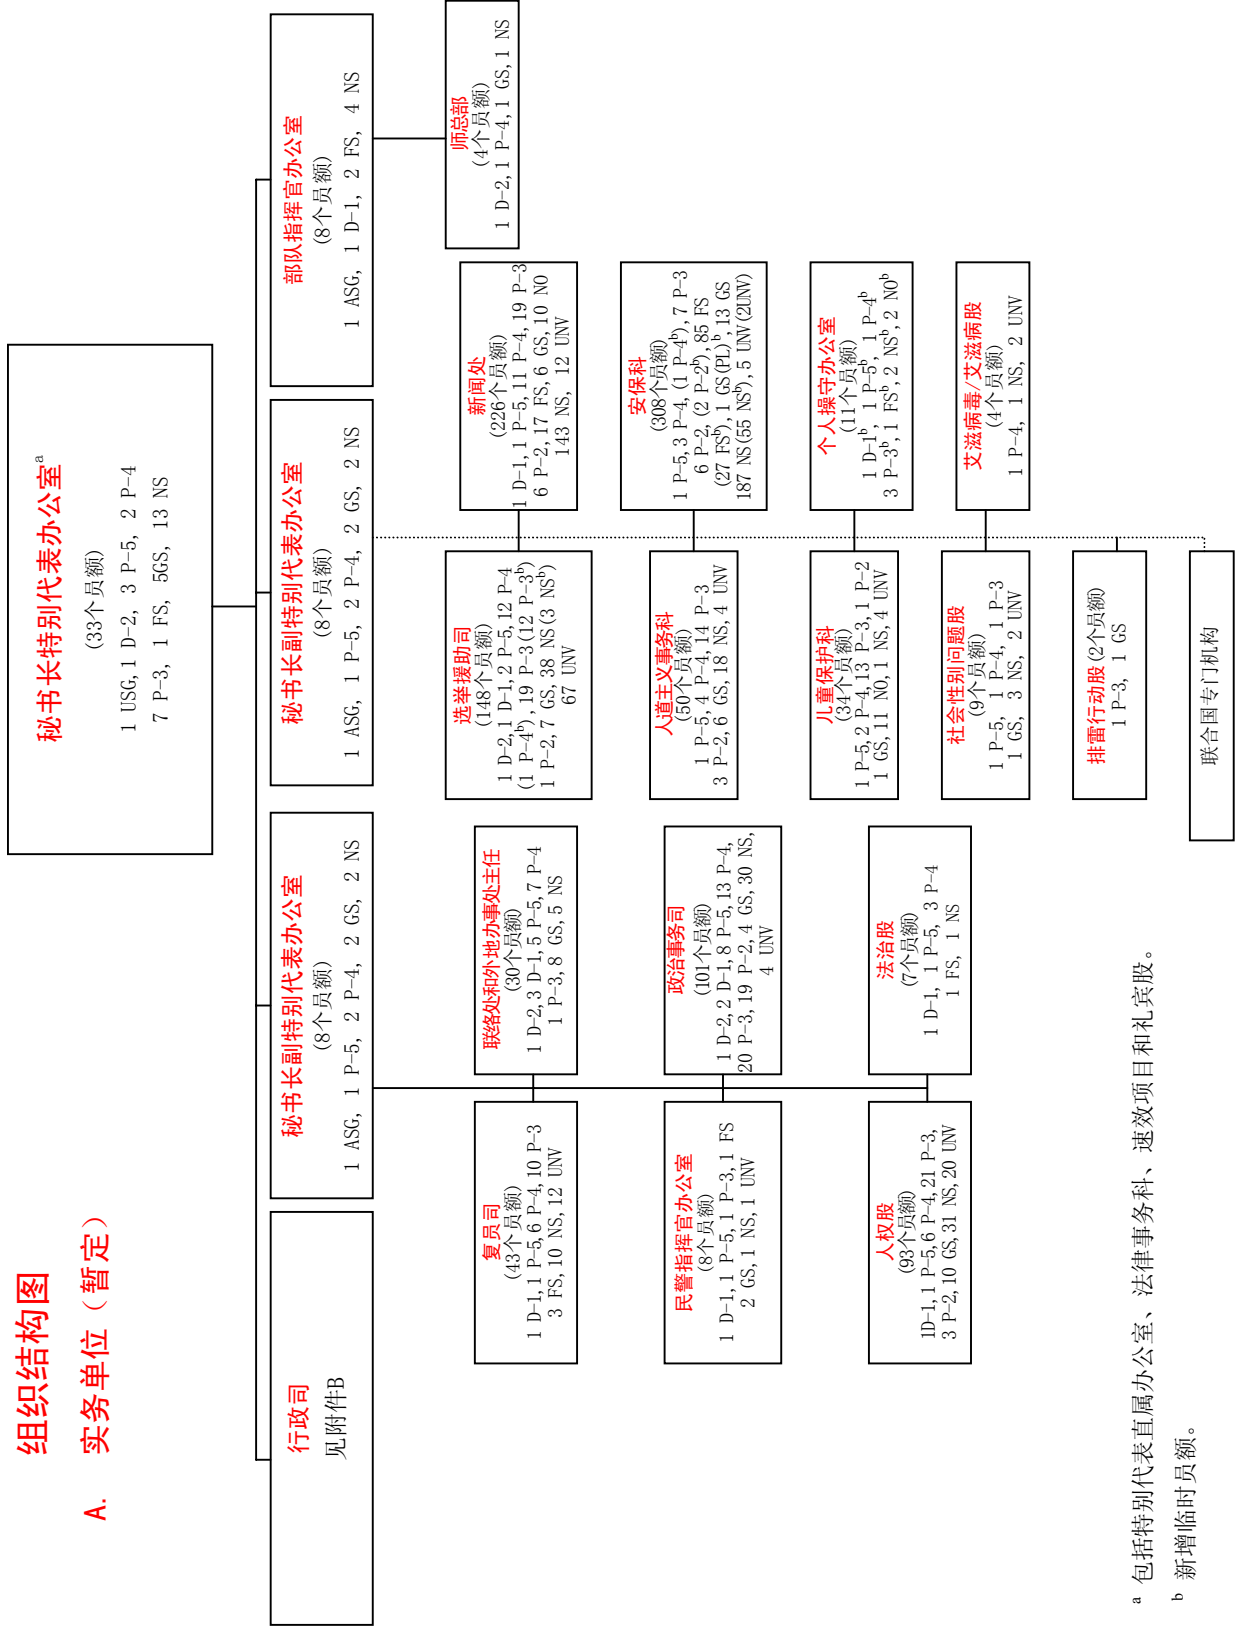 组织结构图
A. 实务单位（暂定）
秘书长特别代表办公室a
(33个员额)
1 USG, 1 D-2, 3 P-5, 2 P-4
7 P-3, 1 FS, 5GS, 13 NS
行政司
见附件B
秘书长副特别代表办公室
(8个员额)
1 ASG, 1 P-5, 2 P-4, 2 GS, 2 NS
秘书长副特别代表办公室
(8个员额)
1 ASG, 1 P-5, 2 P-4, 2 GS, 2 NS
部队指挥官办公室
(8个员额)
1 ASG, 1 D-1, 2 FS, 4 NS
复员司
(43个员额)
1 D-1, 1 P-5, 6 P-4, 10 P-3
3 FS, 10 NS, 12 UNV
联络处和外地办事处主任
(30个员额)
1 D-2, 3 D-1, 5 P-5, 7 P-4
1 P-3, 8 GS, 5 NS
民警指挥官办公室
(8个员额)
1 D-1, 1 P-5, 1 P-3, 1 FS
2 GS, 1 NS, 1 UNV
政治事务司
(101个员额)
1 D-2, 2 D-1, 8 P-5, 13 P-4,
20 P-3, 19 P-2, 4 GS, 30 NS,
4 UNV
人权股
(93个员额)
1D-1, 1 P-5, 6 P-4, 21 P-3,
3 P-2, 10 GS, 31 NS, 20 UNV
法治股
(7个员额)
1 D-1, 1 P-5, 3 P-4
1 FS, 1 NS
选举援助司
(148个员额)
1 D-2, 1 D-1, 2 P-5, 12 P-4
(1 P-4b), 19 P-3 (12 P-3b)
1 P-2, 7 GS, 38 NS (3 NSb)
67 UNV
新闻处
(226个员额)
1 D-1, 1 P-5, 11 P-4, 19 P-3
6 P-2, 17 FS, 6 GS, 10 NO
143 NS, 12 UNV
人道主义事务科
(50个员额)
1 P-5, 4 P-4, 14 P-3
3 P-2, 6 GS, 18 NS, 4 UNV
安保科
(308个员额)
1 P-5, 3 P-4, (1 P-4b), 7 P-3
6 P-2, (2 P-2b), 85 FS
(27 FSb), 1 GS(PL)b, 13 GS
187 NS(55 NSb), 5 UNV(2UNV)
儿童保护科
(34个员额)
1 P-5, 2 P-4, 13 P-3, 1 P-2
1 GS, 11 NO, 1 NS, 4 UNV
个人操守办公室
(11个员额)
1 D-1b, 1 P-5b, 1 P-4b
3 P-3b, 1 FSb, 2 NSb, 2 NOb
社会性别问题股
(9个员额)
1 P-5, 1 P-4, 1 P-3
1 GS, 3 NS, 2 UNV
艾滋病毒/艾滋病股
(4个员额)
1 P-4, 1 NS, 2 UNV
排雷行动股(2个员额)
1 P-3, 1 GS
联合国专门机构
师总部
(4个员额)
1 D-2, 1 P-4, 1 GS, 1 NS
a 包括特别代表直属办公室、法律事务科、速效项目和礼宾股。
b 新增临时员额。